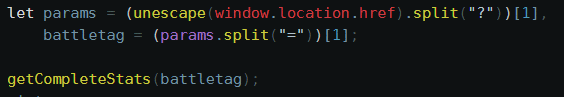 let params = (unescape(window.location.href).split("?"))[1],
battletag = (params.split("="))[1];
getCompleteStats(battletag);